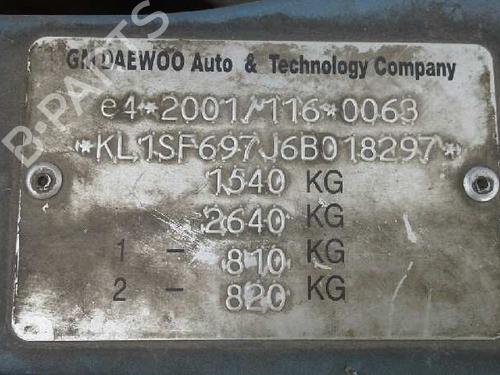 GM DAEWOO Auto & Technology Company
e4*2001/116*0063
*KL1SF697J6B018297*
1540 KG
2640 KG
1 - 810 KG
2 - 820 KG
B-PARTS